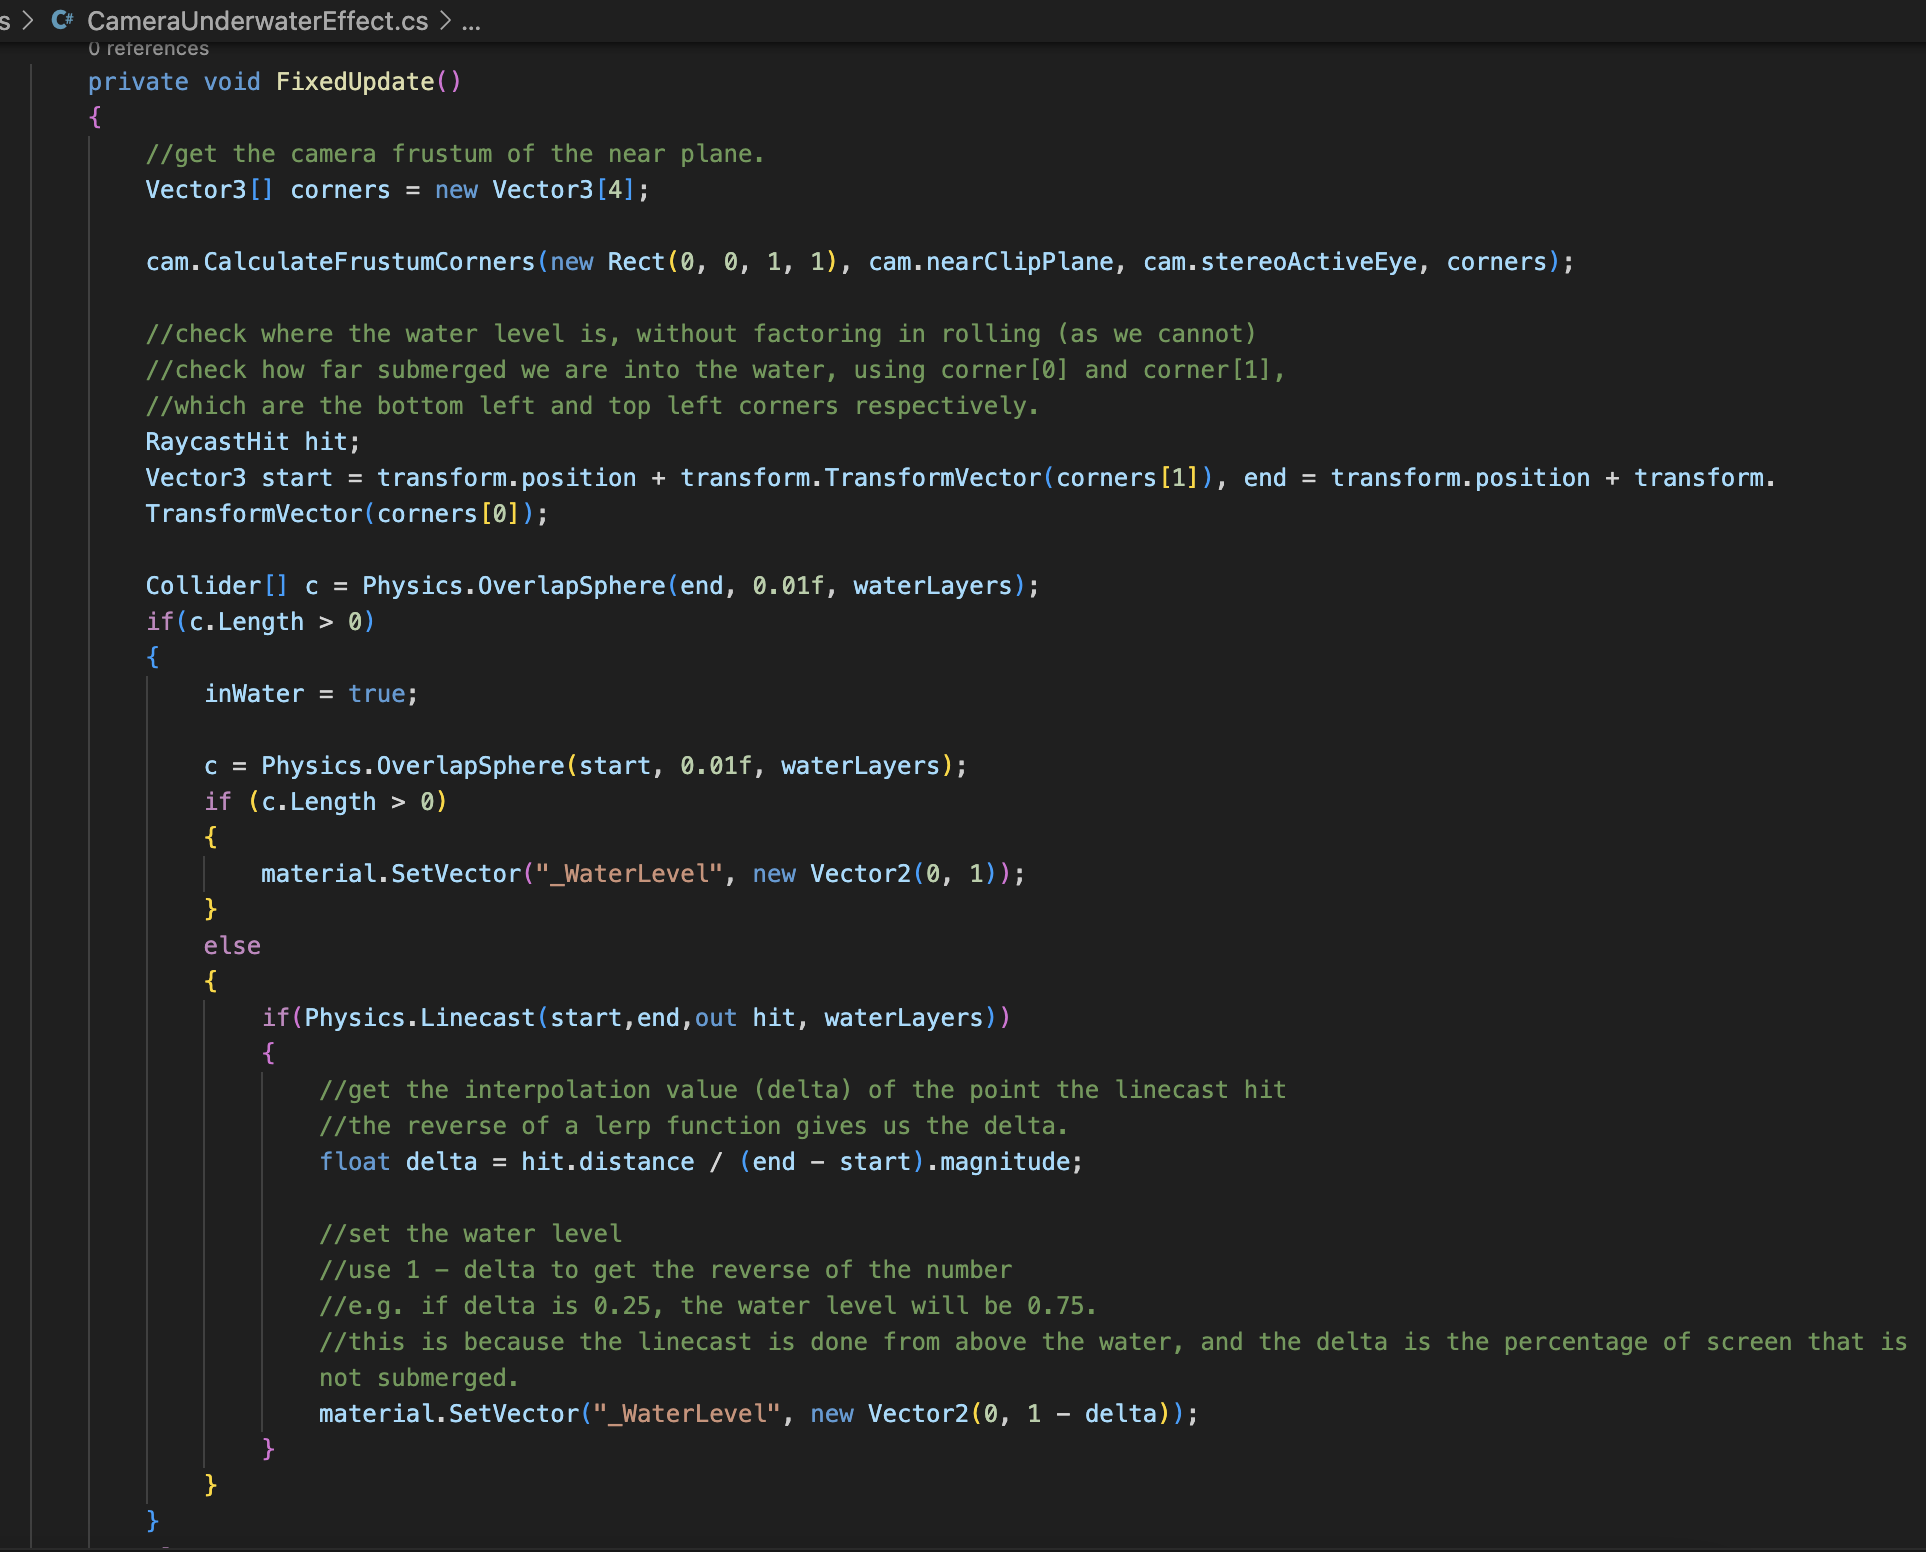 s > C# CameraUnderwaterEffect.cs > ...
0 references
private void FixedUpdate()
{
//get the camera frustum of the near plane.
Vector3[] corners = new Vector3[4];
cam.CalculateFrustumCorners(new Rect(0, 0, 1, 1), cam.nearClipPlane, cam.stereoActiveEye, corners);
//check where the water level is, without factoring in rolling (as we cannot)
//check how far submerged we are into the water, using corner[0] and corner[1],
//which are the bottom left and top left corners respectively.
RaycastHit hit;
Vector3 start = transform.position + transform.TransformVector(corners[1]), end = transform.position + transform.
TransformVector(corners[0]);
Collider[] c = Physics.OverlapSphere(end, 0.01f, waterLayers);
if(c.Length > 0)
{
inWater = true;
c = Physics.OverlapSphere(start, 0.01f, waterLayers);
if (c.Length > 0)
{
material.SetVector("_WaterLevel", new Vector2(0, 1));
}
else
{
if(Physics.Linecast(start,end,out hit, waterLayers))
{
//get the interpolation value (delta) of the point the linecast hit
//the reverse of a lerp function gives us the delta.
float delta = hit.distance / (end - start).magnitude;
//set the water level
//use 1 - delta to get the reverse of the number
//e.g. if delta is 0.25, the water level will be 0.75.
//this is because the linecast is done from above the water, and the delta is the percentage of screen that is
not submerged.
material.SetVector("_WaterLevel", new Vector2(0, 1 - delta));
}
}
}